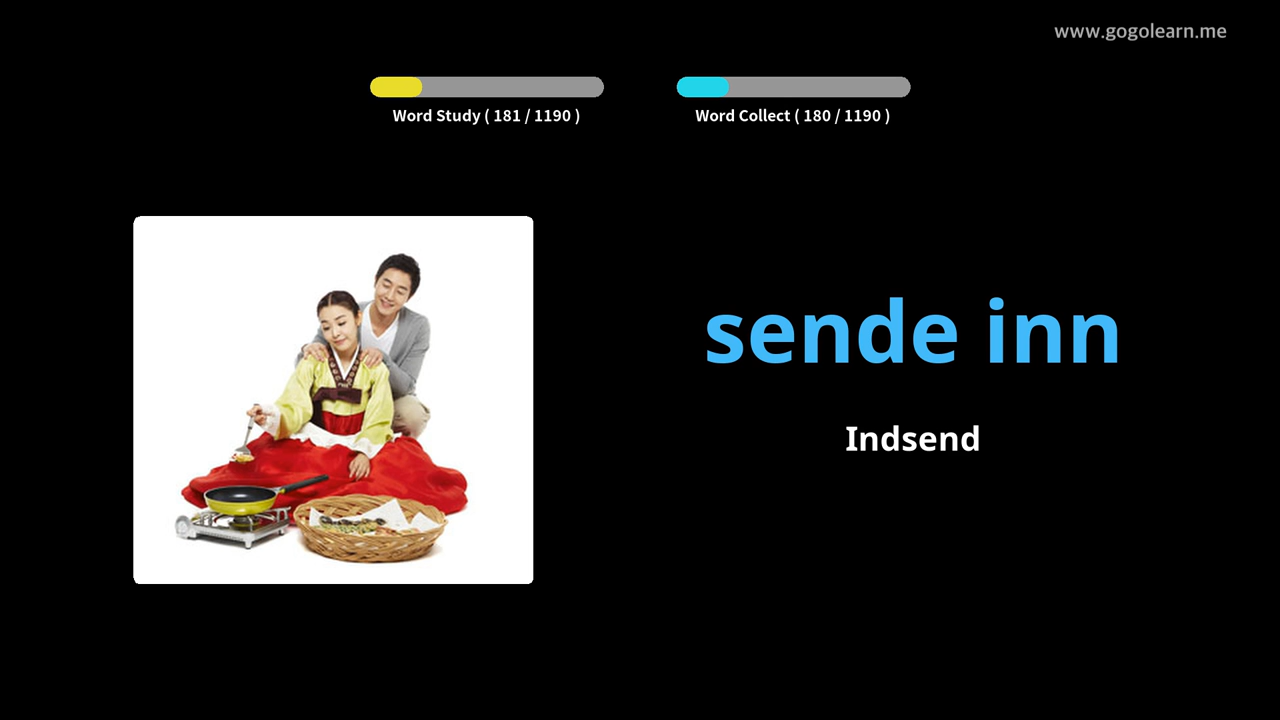 www.gogolearn.me
Word Study ( 181 / 1190 )
Word Collect ( 180 / 1190 )
sende inn
Indsend